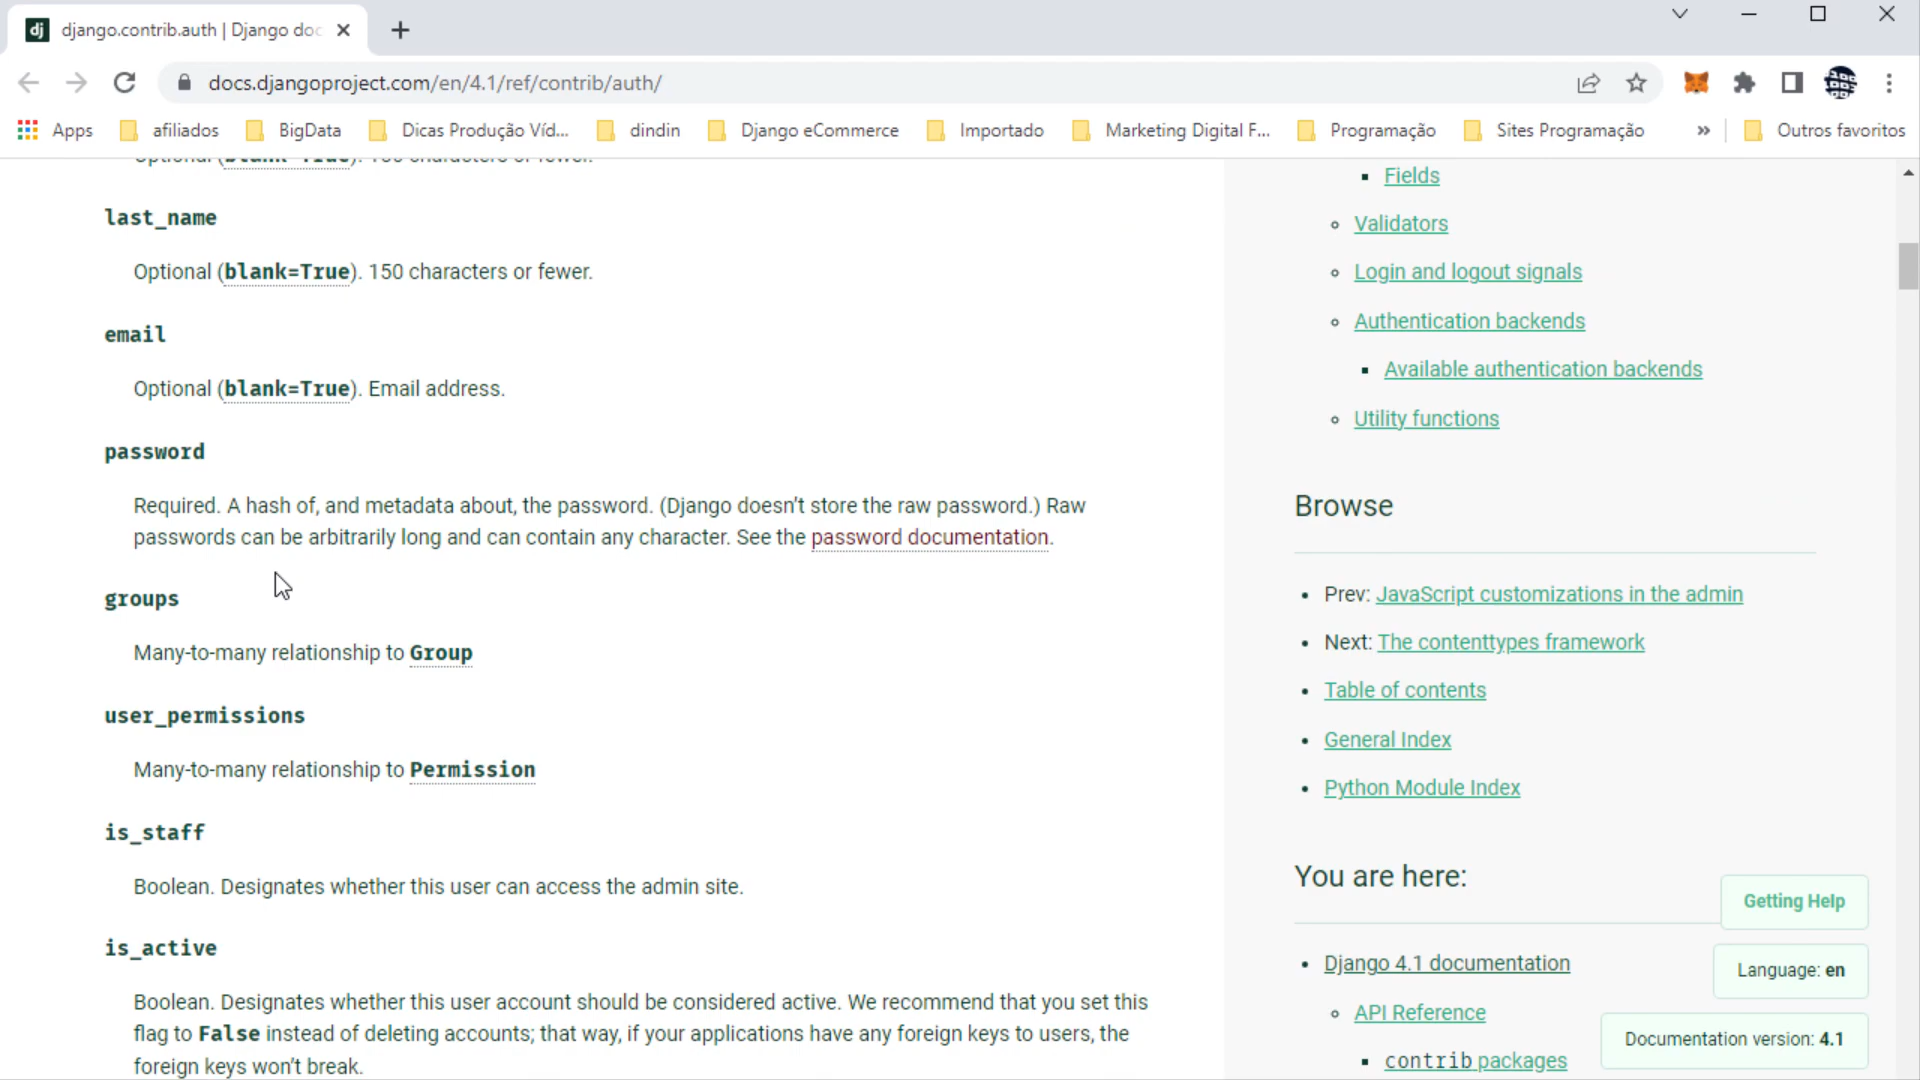 dj django.contrib.auth | Django doc
docs.djangoproject.com/en/4.1/ref/contrib/auth/
Apps afiliados BigData Dicas Produção Víd... dindin Django eCommerce Importado Marketing Digital F... Programação Sites Programação » Outros favoritos
Optional (blank=True). 150 characters or fewer.
last_name
Optional (blank=True). 150 characters or fewer.
email
Optional (blank=True). Email address.
password
Required. A hash of, and metadata about, the password. (Django doesn't store the raw password.) Raw
passwords can be arbitrarily long and can contain any character. See the password documentation.
groups
Many-to-many relationship to Group
user_permissions
Many-to-many relationship to Permission
is_staff
Boolean. Designates whether this user can access the admin site.
is_active
Boolean. Designates whether this user account should be considered active. We recommend that you set this
flag to False instead of deleting accounts; that way, if your applications have any foreign keys to users, the
foreign keys won't break.
Fields
Validators
Login and logout signals
Authentication backends
Available authentication backends
Utility functions
Browse
Prev: JavaScript customizations in the admin
Next: The contenttypes framework
Table of contents
General Index
Python Module Index
You are here:
Django 4.1 documentation
API Reference
contrib packages
Getting Help
Language: en
Documentation version: 4.1